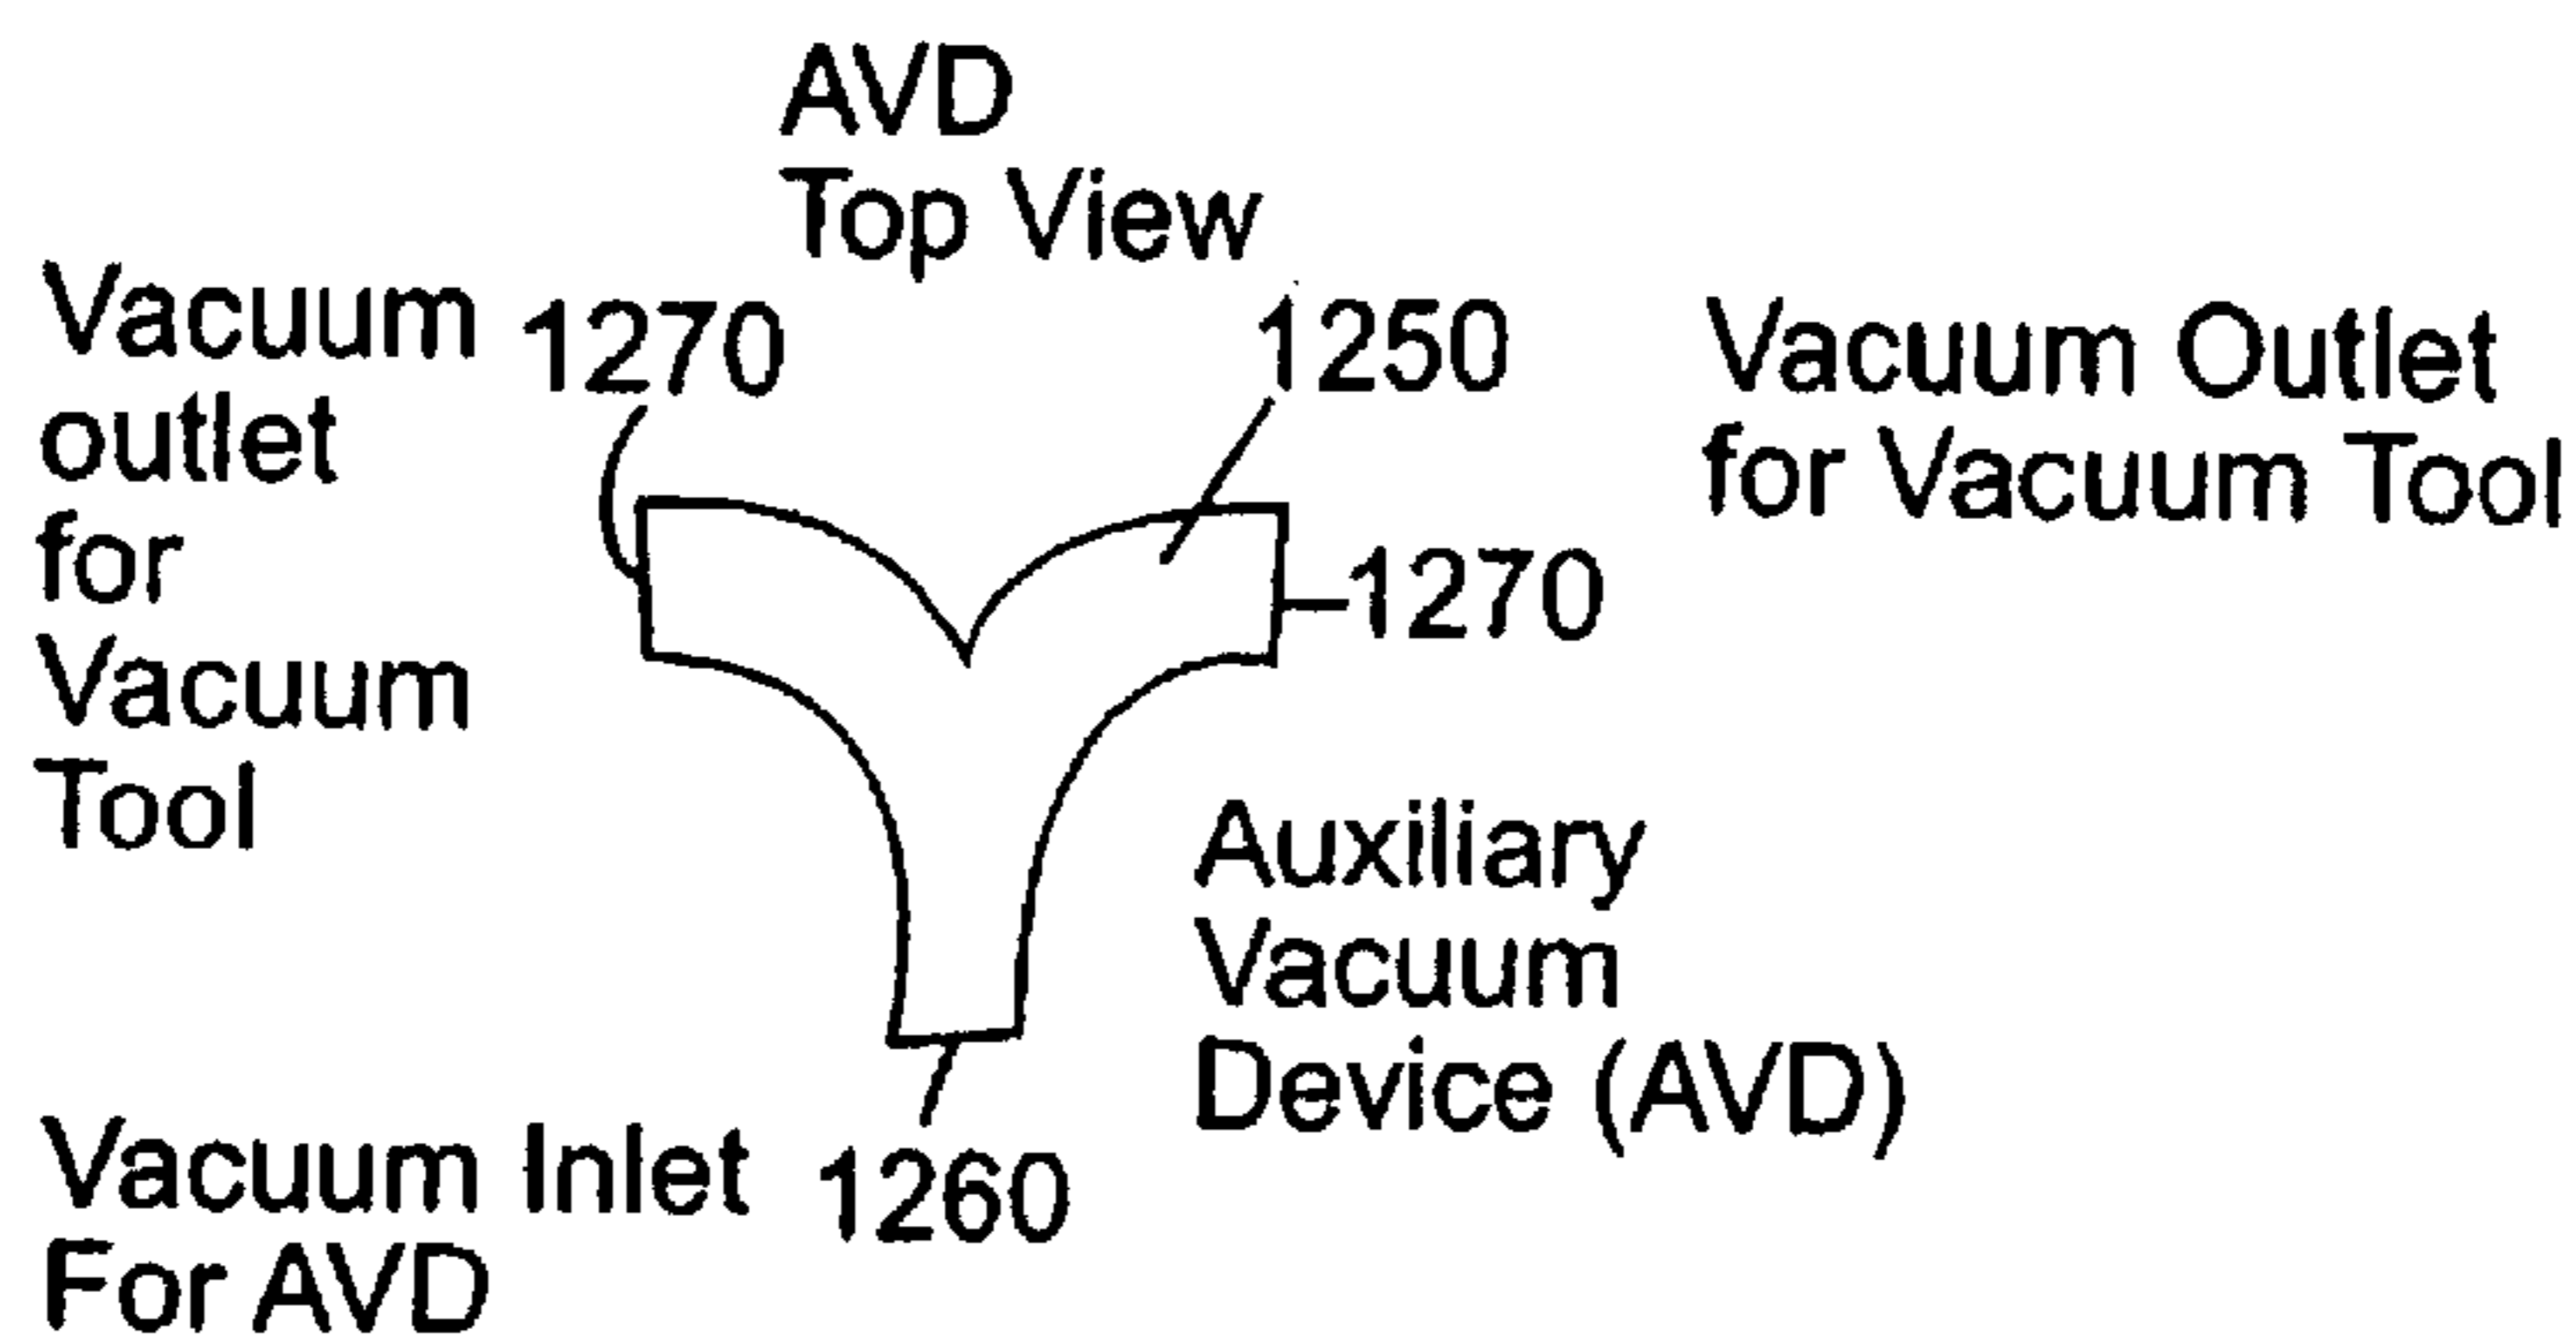 AVD
Top View
Vacuum
outlet
for
Vacuum
Tool
1270
1250
Vacuum Outlet
for Vacuum Tool
1270
Auxiliary
Vacuum
Device (AVD)
Vacuum Inlet
For AVD
1260